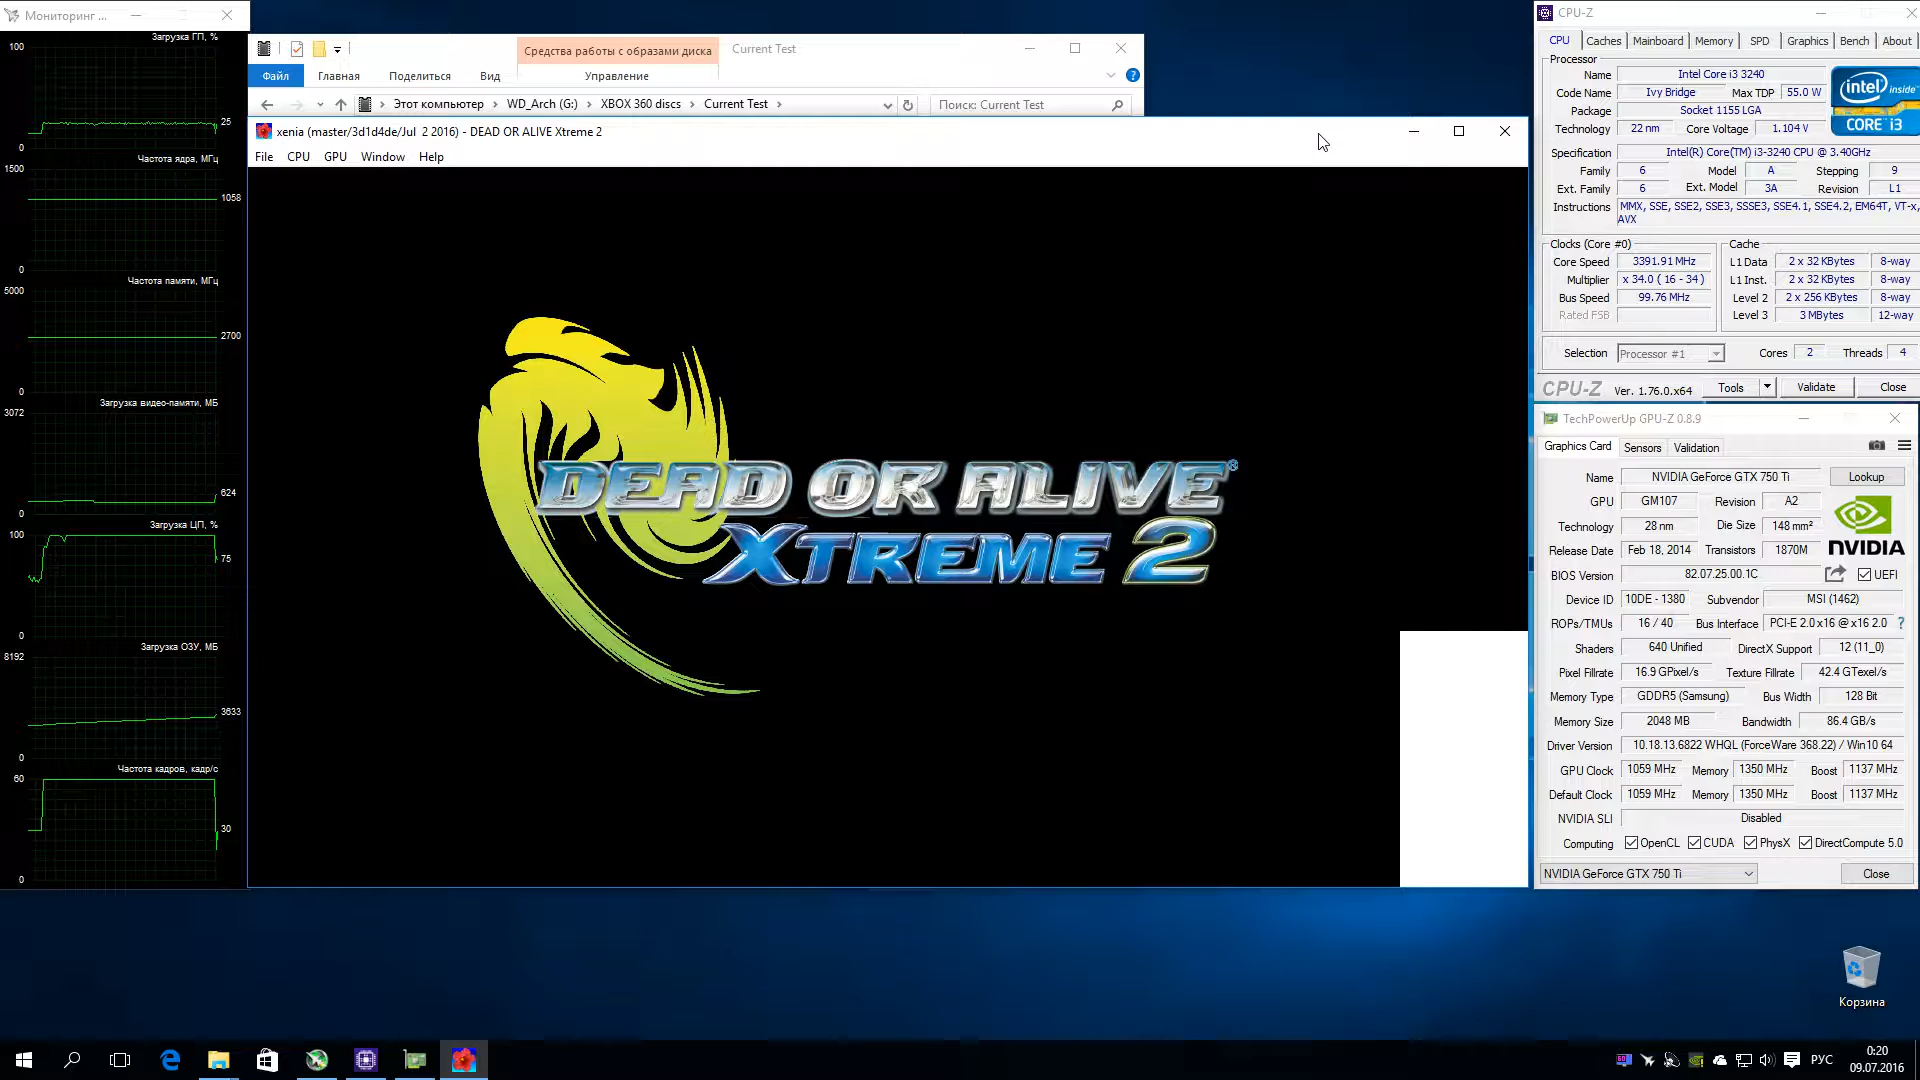 Мониторинг ...
Загрузка ГП, %
100
25
0
Частота ядра, МГц
1500
1058
0
Частота памяти, МГц
5000
2700
0
Загрузка видео-памяти, МБ
3072
624
0
Загрузка ЦП, %
100
75
0
Загрузка ОЗУ, МБ
8192
3633
0
Частота кадров, кадр/с
60
30
0
Средства работы с образами диска
Current Test
Файл
Главная
Поделиться
Вид
Управление
Этот компьютер
WD_Arch (G:)
XBOX 360 discs
Current Test
Поиск: Current Test
xenia (master/3d1d4de/Jul 2 2016) - DEAD OR ALIVE Xtreme 2
File CPU GPU Window Help
DEAD OR ALIVE®
XTREME 2
CPU-Z
CPU Caches Mainboard Memory SPD Graphics Bench About
Processor
Name Intel Core i3 3240
Code Name Ivy Bridge Max TDP 55.0 W
Package Socket 1155 LGA
Technology 22 nm Core Voltage 1.104 V
intel inside™
CORE i3
Specification Intel(R) Core(TM) i3-3240 CPU @ 3.40GHz
Family 6 Model A Stepping 9
Ext. Family 6 Ext. Model 3A Revision L1
Instructions MMX, SSE, SSE2, SSE3, SSSE3, SSE4.1, SSE4.2, EM64T, VT-x,
AVX
Clocks (Core #0)
Core Speed 3391.91 MHz
Multiplier x 34.0 ( 16 - 34 )
Bus Speed 99.76 MHz
Rated FSB
Cache
L1 Data 2 x 32 KBytes 8-way
L1 Inst. 2 x 32 KBytes 8-way
Level 2 2 x 256 KBytes 8-way
Level 3 3 MBytes 12-way
Selection Processor #1 Cores 2 Threads 4
CPU-Z Ver. 1.76.0.x64 Tools Validate Close
TechPowerUp GPU-Z 0.8.9
Graphics Card Sensors Validation
Name NVIDIA GeForce GTX 750 Ti Lookup
GPU GM107 Revision A2
Technology 28 nm Die Size 148 mm²
Release Date Feb 18, 2014 Transistors 1870M
NVIDIA
BIOS Version 82.07.25.00.1C UEFI
Device ID 10DE - 1380 Subvendor MSI (1462)
ROPs/TMUs 16 / 40 Bus Interface PCI-E 2.0 x16 @ x16 2.0 ?
Shaders 640 Unified DirectX Support 12 (11_0)
Pixel Fillrate 16.9 GPixel/s Texture Fillrate 42.4 GTexel/s
Memory Type GDDR5 (Samsung) Bus Width 128 Bit
Memory Size 2048 MB Bandwidth 86.4 GB/s
Driver Version 10.18.13.6822 WHQL (ForceWare 368.22) / Win10 64
GPU Clock 1059 MHz Memory 1350 MHz Boost 1137 MHz
Default Clock 1059 MHz Memory 1350 MHz Boost 1137 MHz
NVIDIA SLI Disabled
Computing OpenCL CUDA PhysX DirectCompute 5.0
NVIDIA GeForce GTX 750 Ti Close
Корзина
РУС
0:20
09.07.2016